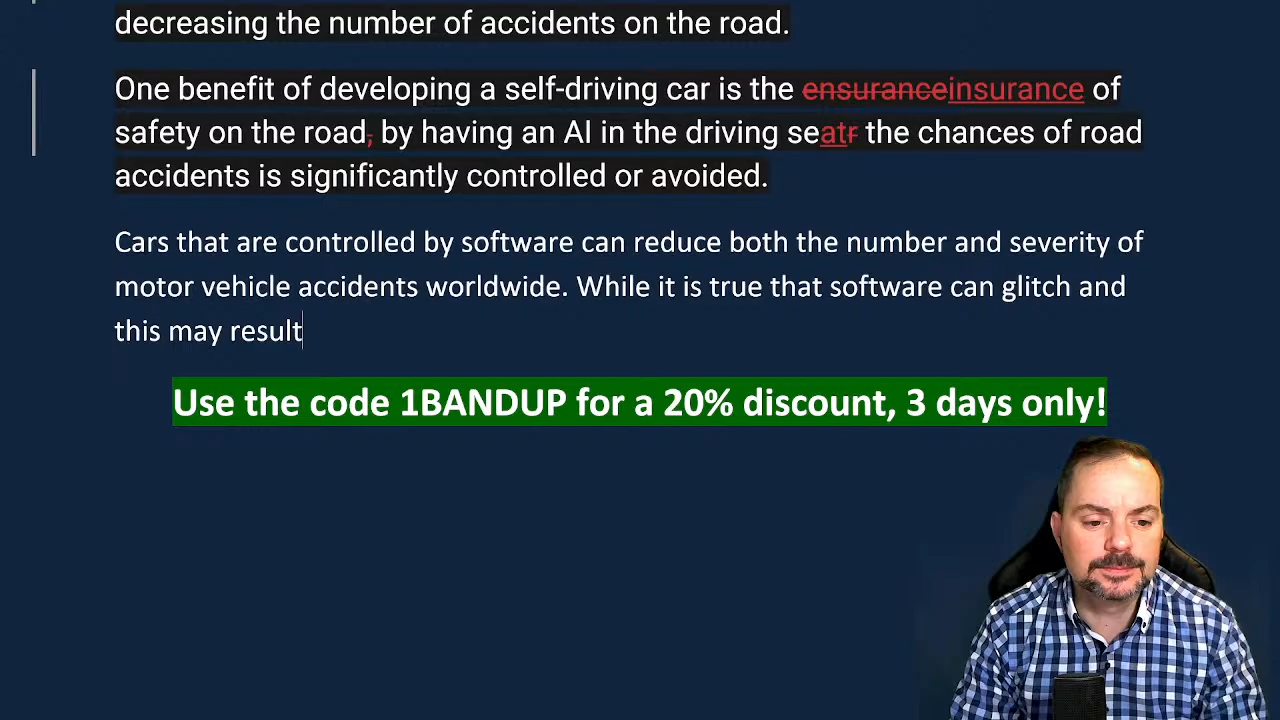 decreasing the number of accidents on the road.
One benefit of developing a self-driving car is the ensuranceinsurance of
safety on the road, by having an AI in the driving seatr the chances of road
accidents is significantly controlled or avoided.
Cars that are controlled by software can reduce both the number and severity of
motor vehicle accidents worldwide. While it is true that software can glitch and
this may result
Use the code 1BANDUP for a 20% discount, 3 days only!